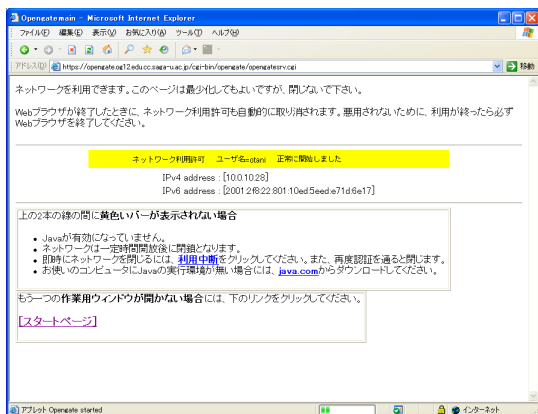 Opengatemain - Microsoft Internet Explorer
ファイル(F) 編集(E) 表示(V) お気に入り(A) ツール(T) ヘルプ(H)
アドレス(D) https://opengate.og12.edu.cc.saga-u.ac.jp/cgi-bin/opengate/opengatesrv.cgi 移動
ネットワークを利用できます。このページは最少化してもよいですが、閉じないで下さい。
Webブラウザが終了したときに、ネットワーク利用許可も自動的に取り消されます。悪用されないために、利用が終ったら必ず
Webブラウザを終了してください。
ネットワーク利用許可 ユーザ名=otani 正常に開始しました
IPv4 address : [10.0.10.28]
IPv6 address : [2001:2f8:22:801:10ed:5eed:e71d:6e17]
上の2本の線の間に黄色いバーが表示されない場合
• Javaが有効になっていません。
• ネットワークは一定時間開放後に閉鎖となります。
• 即時にネットワークを閉じるには、利用中断をクリックしてください。また、再度認証を通ると閉じます。
• お使いのコンピュータにJavaの実行環境が無い場合には、java.comからダウンロードしてください。
もう一つの作業用ウィンドウが開かない場合には、下のリンクをクリックしてください。
[スタートページ]
アプレット Opengate started インターネット